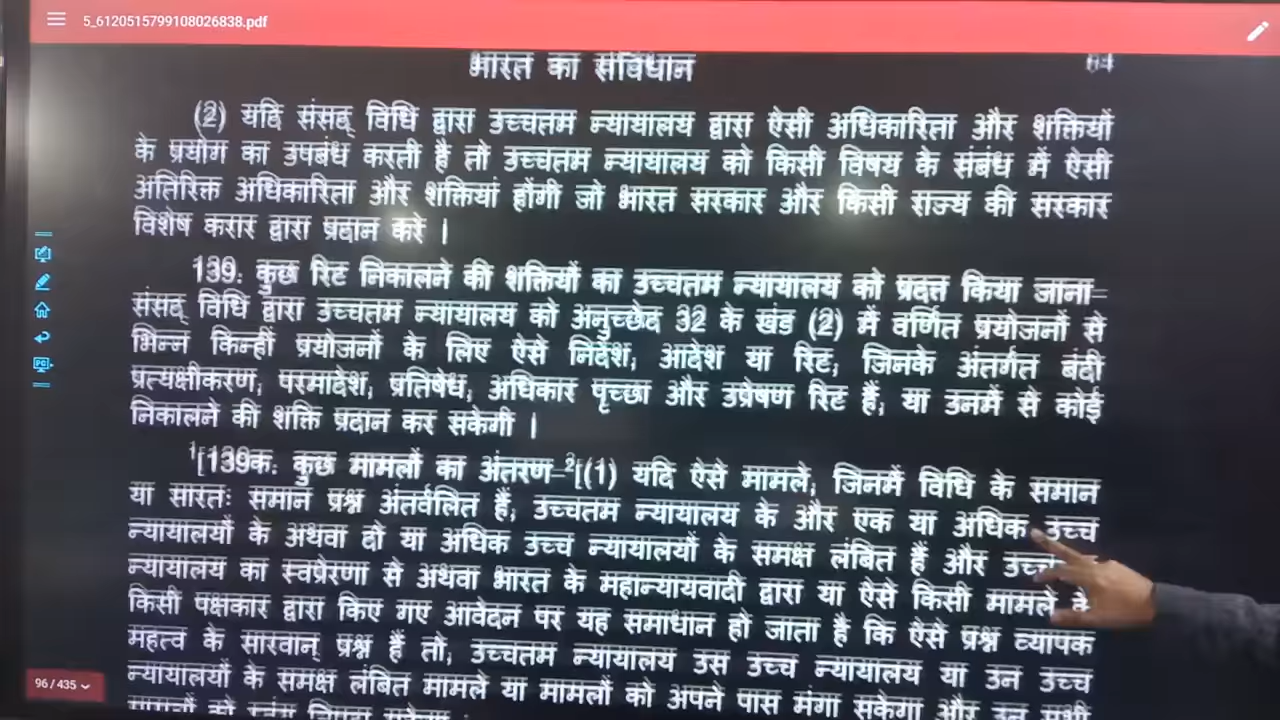 5_6120515799108026838.pdf
भारत का संविधान
64
(2) यदि संसद् विधि द्वारा उच्चतम न्यायालय द्वारा ऐसी अधिकारिता और शक्तियों
के प्रयोग का उपबंध करती है तो उच्चतम न्यायालय को किसी विषय के संबंध में ऐसी
अतिरिक्त अधिकारिता और शक्तियां होंगी जो भारत सरकार और किसी राज्य की सरकार
विशेष करार द्वारा प्रदान करे ।
139. कुछ रिट निकालने की शक्तियों का उच्चतम न्यायालय को प्रदत्त किया जाना–
संसद् विधि द्वारा उच्चतम न्यायालय को अनुच्छेद 32 के खंड (2) में वर्णित प्रयोजनों से
भिन्न किन्हीं प्रयोजनों के लिए ऐसे निदेश, आदेश या रिट, जिनके अंतर्गत बंदी
प्रत्यक्षीकरण, परमादेश, प्रतिषेध, अधिकार पृच्छा और उत्प्रेषण रिट हैं, या उनमें से कोई
निकालने की शक्ति प्रदान कर सकेगी ।
¹[139क. कुछ मामलों का अंतरण–²[(1) यदि ऐसे मामले, जिनमें विधि के समान
या सारतः समान प्रश्न अंतर्वलित हैं, उच्चतम न्यायालय के और एक या अधिक उच्च
न्यायालयों के अथवा दो या अधिक उच्च न्यायालयों के समक्ष लंबित हैं और
न्यायालय का स्वप्रेरणा से अथवा भारत के महान्यायवादी द्वारा या ऐसे किसी मामले के
किसी पक्षकार द्वारा किए गए आवेदन पर यह समाधान हो जाता है कि ऐसे प्रश्न व्यापक
महत्व के सारवान् प्रश्न हैं तो, उच्चतम न्यायालय उस उच्च न्यायालय या उन उच्च
न्यायालयों के समक्ष लंबित मामले या मामलों को अपने पास मंगा सकेगा और उन सभी
96 / 435